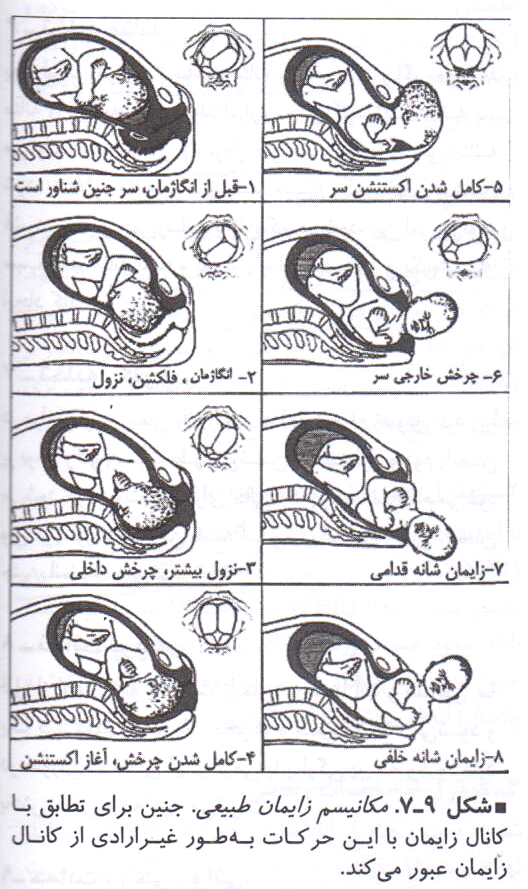 ۱- قبل از انگاژمان، سر جنین شناور است
۲- انگاژمان ، فلکشن، نزول
۳- نزول بیشتر، چرخش داخلی
۴- کامل شدن چرخش، آغاز اکستنشن
۵- کامل شدن اکستنشن سر
۶- چرخش خارجی سر
۷- زایمان شانه قدامی
۸- زایمان شانه خلفی
■ شکل ۹-۷. مکانیسم زایمان طبیعی. جنین برای تطابق با
کانال زایمان با این حرکات به‌طور غیرارادی از کانال
زایمان عبور می‌کند.